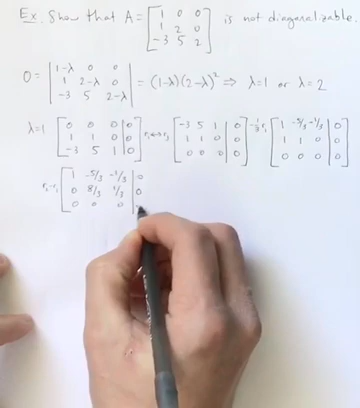 Ex. Show that A = [1 0 0; 1 2 0; -3 5 2] is not diagonalizable.
0 = |1-λ 0 0; 1 2-λ 0; -3 5 2-λ| = (1-λ)(2-λ)² ⇒ λ=1 or λ=2
λ=1 [0 0 0 | 0; 1 1 0 | 0; -3 5 1 | 0] r₁↔r₃ [-3 5 1 | 0; 1 1 0 | 0; 0 0 0 | 0] -1/3 r₁ [1 -5/3 -1/3 | 0; 1 1 0 | 0; 0 0 0 | 0]
r₂-r₁ [1 -5/3 -1/3 | 0; 0 8/3 1/3 | 0; 0 0 0 |